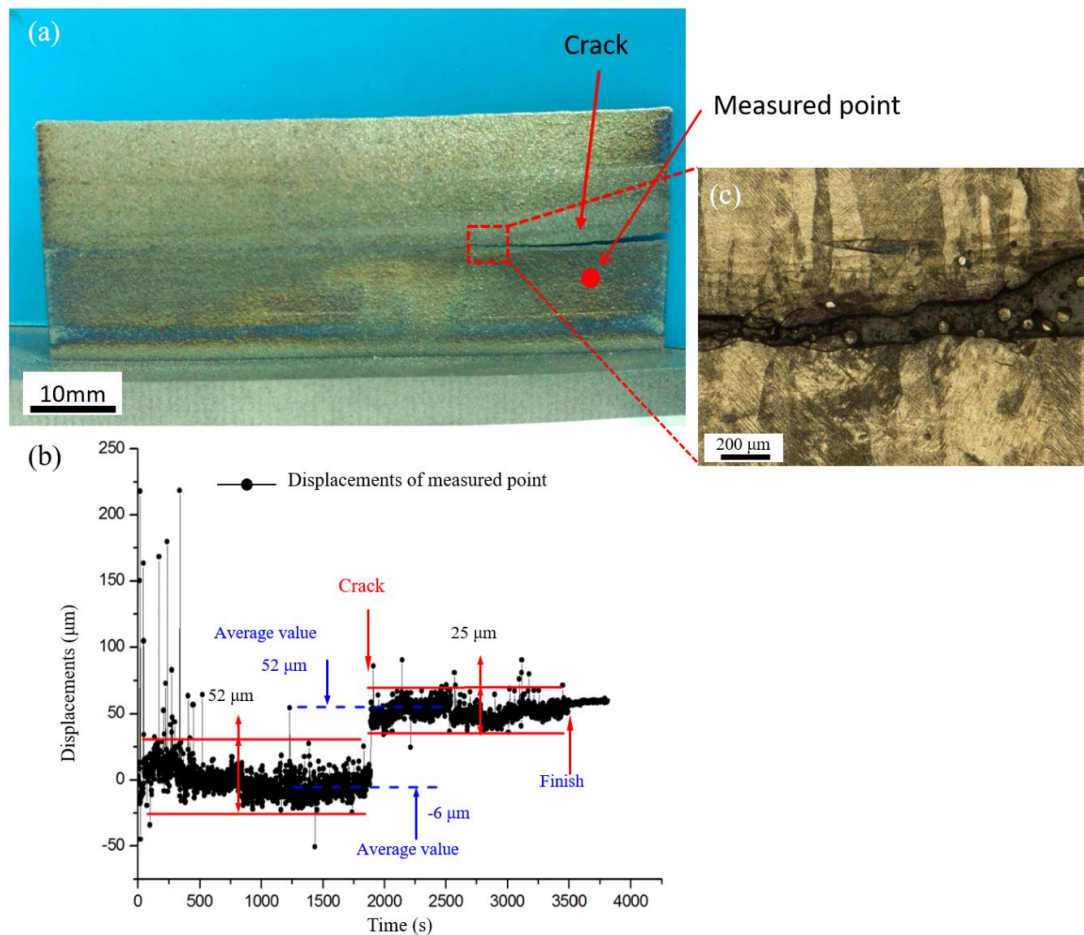 (a)
Crack
Measured point
10mm
(c)
200 μm
(b)
Displacements of measured point
Displacements (μm)
250
200
150
100
50
0
-50
Crack
Average value
52 μm
25 μm
52 μm
Finish
-6 μm
Average value
0
500
1000
1500
2000
2500
3000
3500
4000
Time (s)